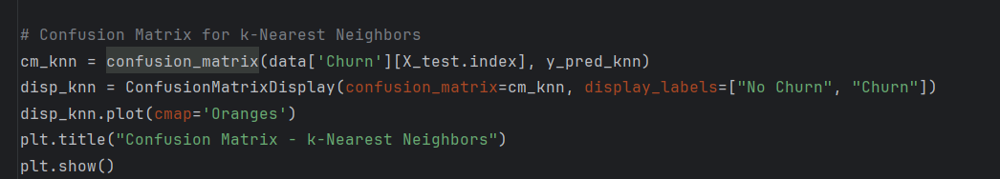 # Confusion Matrix for k-Nearest Neighbors
cm_knn = confusion_matrix(data['Churn'][X_test.index], y_pred_knn)
disp_knn = ConfusionMatrixDisplay(confusion_matrix=cm_knn, display_labels=["No Churn", "Churn"])
disp_knn.plot(cmap='Oranges')
plt.title("Confusion Matrix - k-Nearest Neighbors")
plt.show()